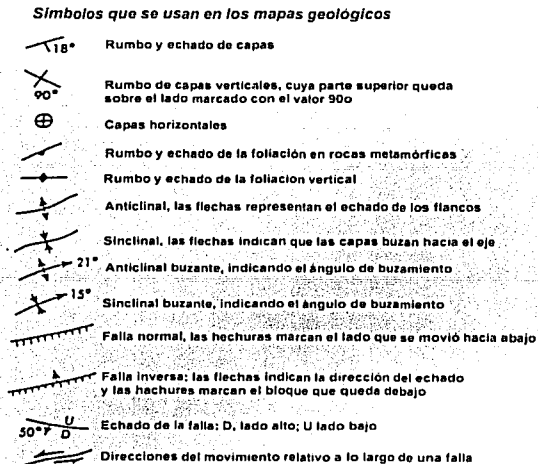 Símbolos que se usan en los mapas geológicos
18° Rumbo y echado de capas
90° Rumbo de capas verticales, cuya parte superior queda
sobre el lado marcado con el valor 90o
Capas horizontales
Rumbo y echado de la foliación en rocas metamórficas
Rumbo y echado de la foliacion vertical
Anticlinal, las flechas representan el echado de los flancos
Sinclinal, las flechas indican que las capas buzan hacia el eje
21° Anticlinal buzante, indicando el ángulo de buzamiento
15° Sinclinal buzante, indicando el ángulo de buzamiento
Falla normal, las hechuras marcan el lado que se movió hacia abajo
Falla inversa; las flechas indican la dirección del echado
y las hachures marcan el bloque que queda debajo
50° U D Echado de la falla: D, lado alto; U lado bajo
Direcciones del movimiento relativo a lo largo de una falla